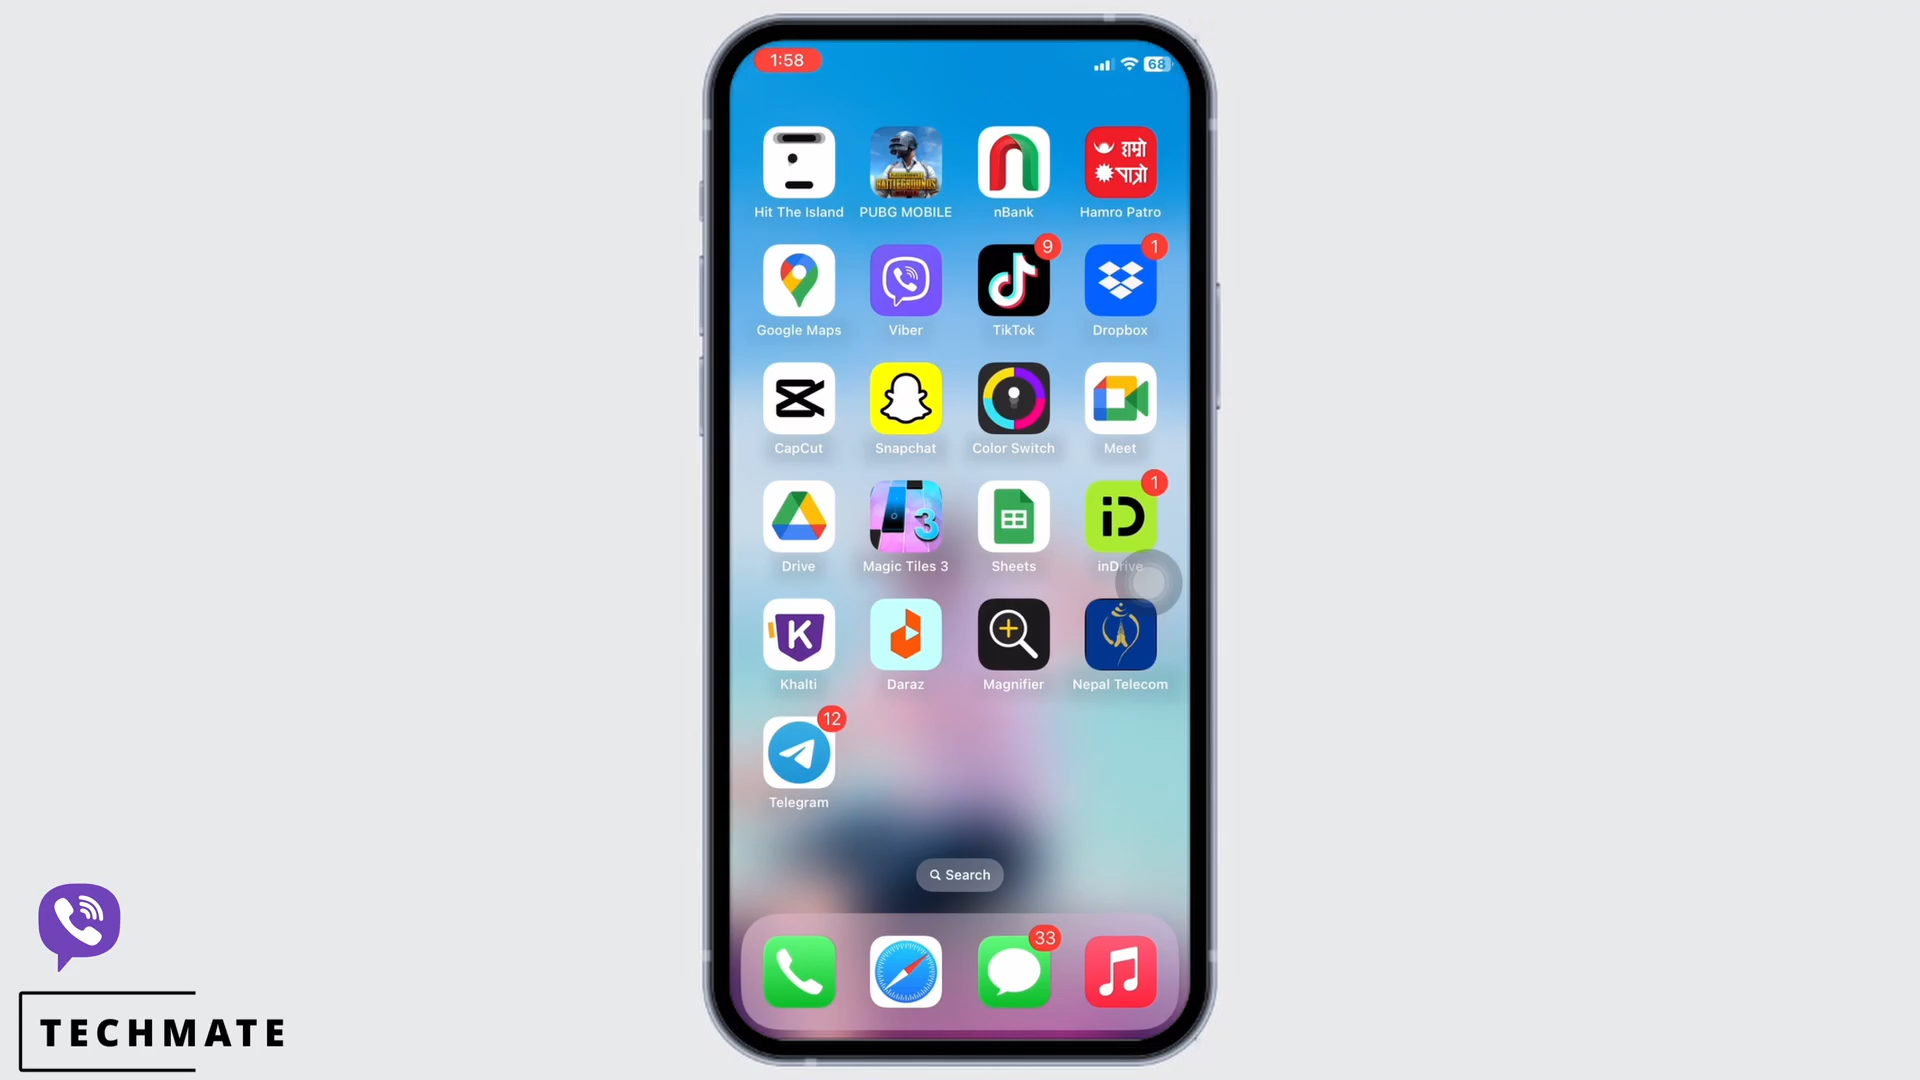 1:58
68
Hit The Island
PUBG MOBILE
nBank
हाम्रो
पात्रो
Hamro Patro
9
1
Google Maps
Viber
TikTok
Dropbox
CapCut
Snapchat
Color Switch
Meet
3
1
iD
Drive
Magic Tiles 3
Sheets
inDrive
K
Khalti
Daraz
Magnifier
Nepal Telecom
12
Telegram
Search
33
TECHMATE